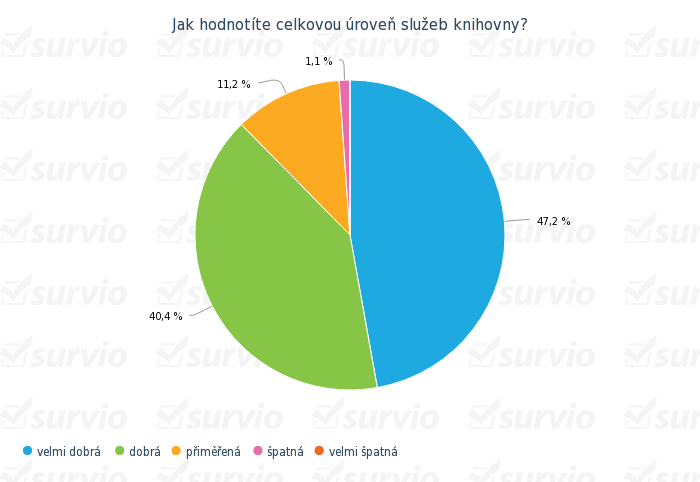 Jak hodnotíte celkovou úroveň služeb knihovny?
1,1 %
11,2 %
47,2 %
40,4 %
velmi dobrá dobrá přiměřená špatná velmi špatná
survio